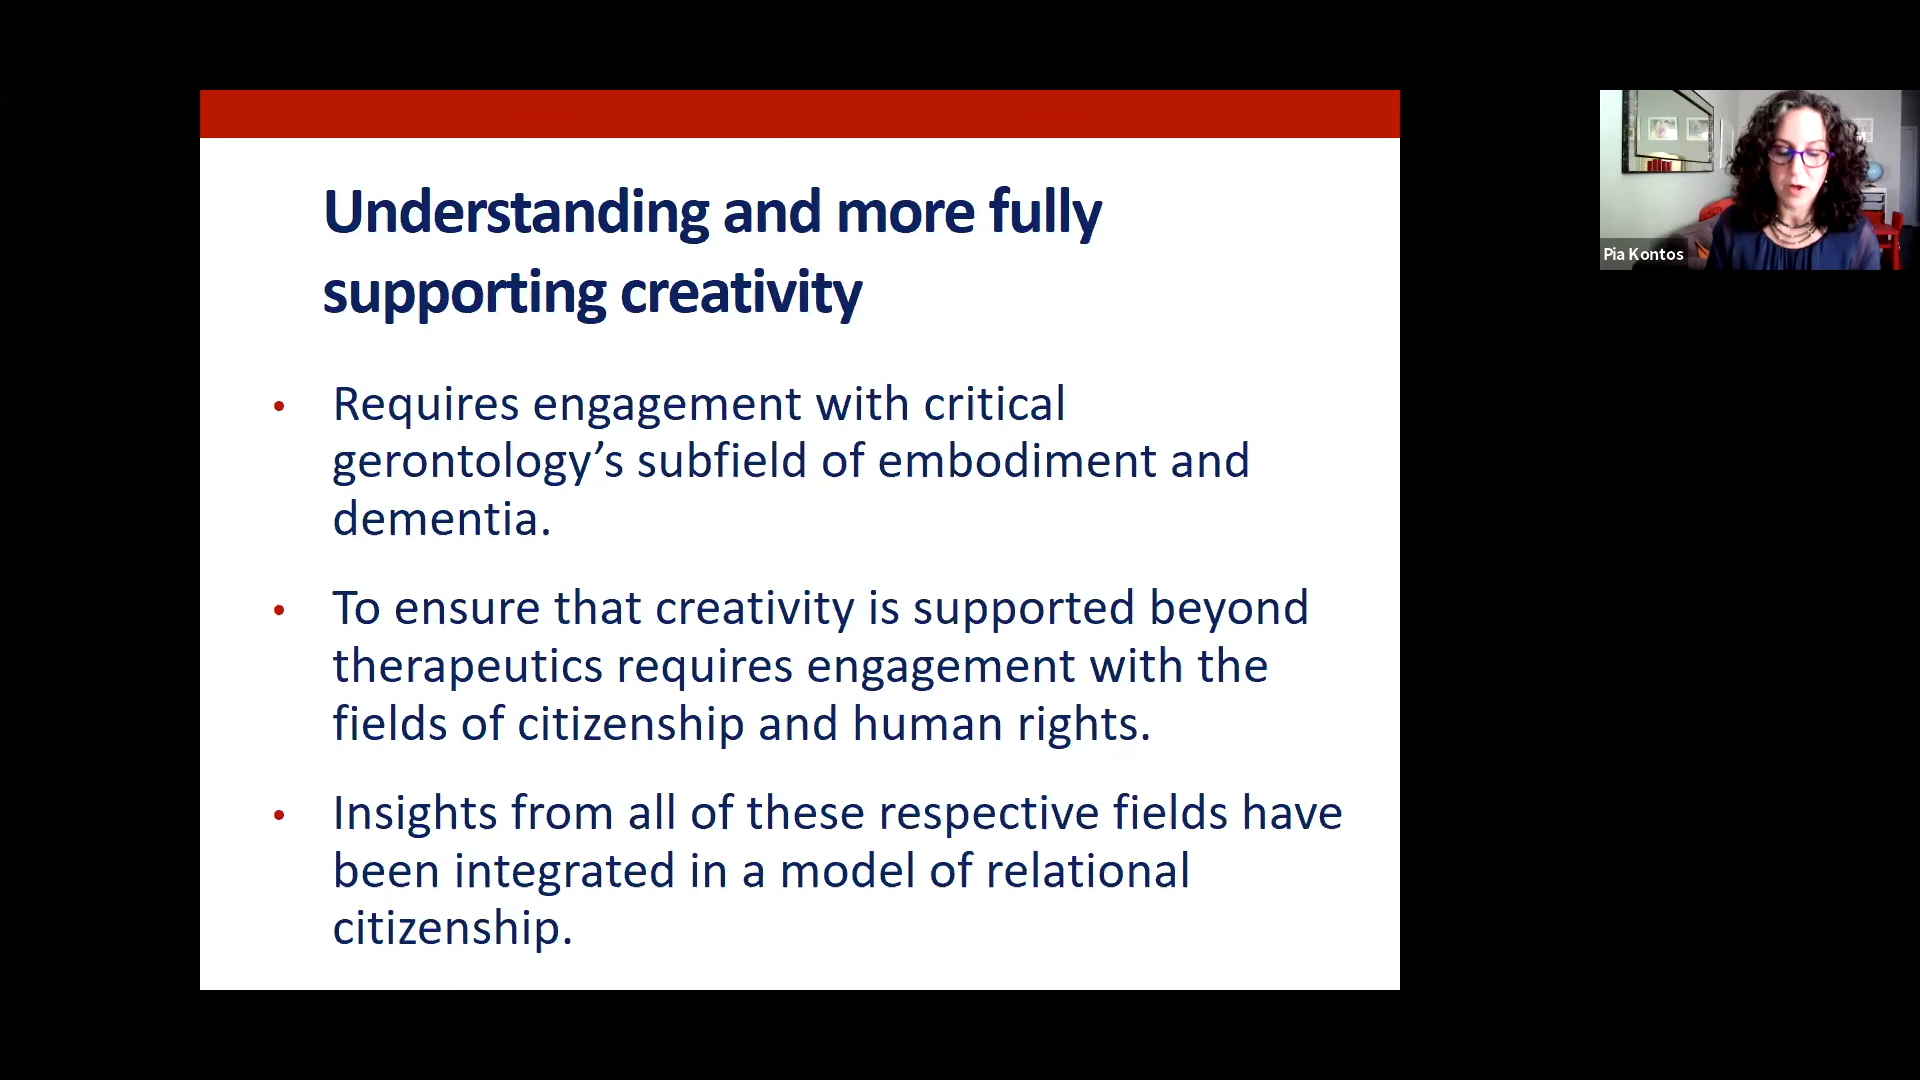 Understanding and more fully
supporting creativity
• Requires engagement with critical
gerontology’s subfield of embodiment and
dementia.
• To ensure that creativity is supported beyond
therapeutics requires engagement with the
fields of citizenship and human rights.
• Insights from all of these respective fields have
been integrated in a model of relational
citizenship.
Pia Kontos